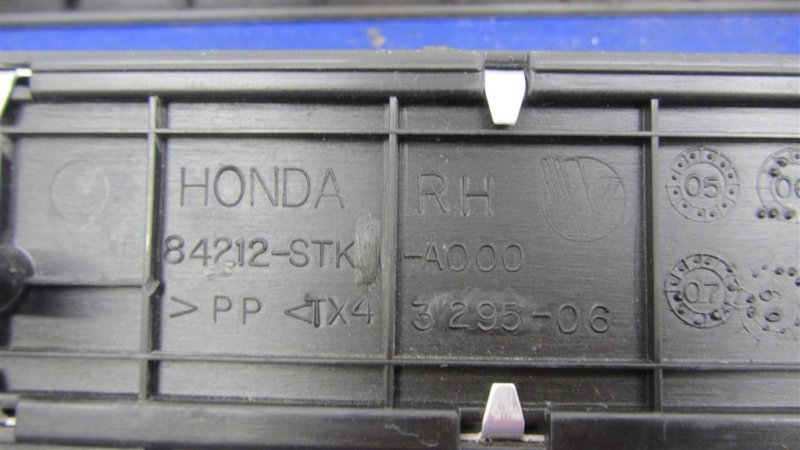 HONDA RH
84212-STK -A000
>PP<TX4 3295-06
05
07